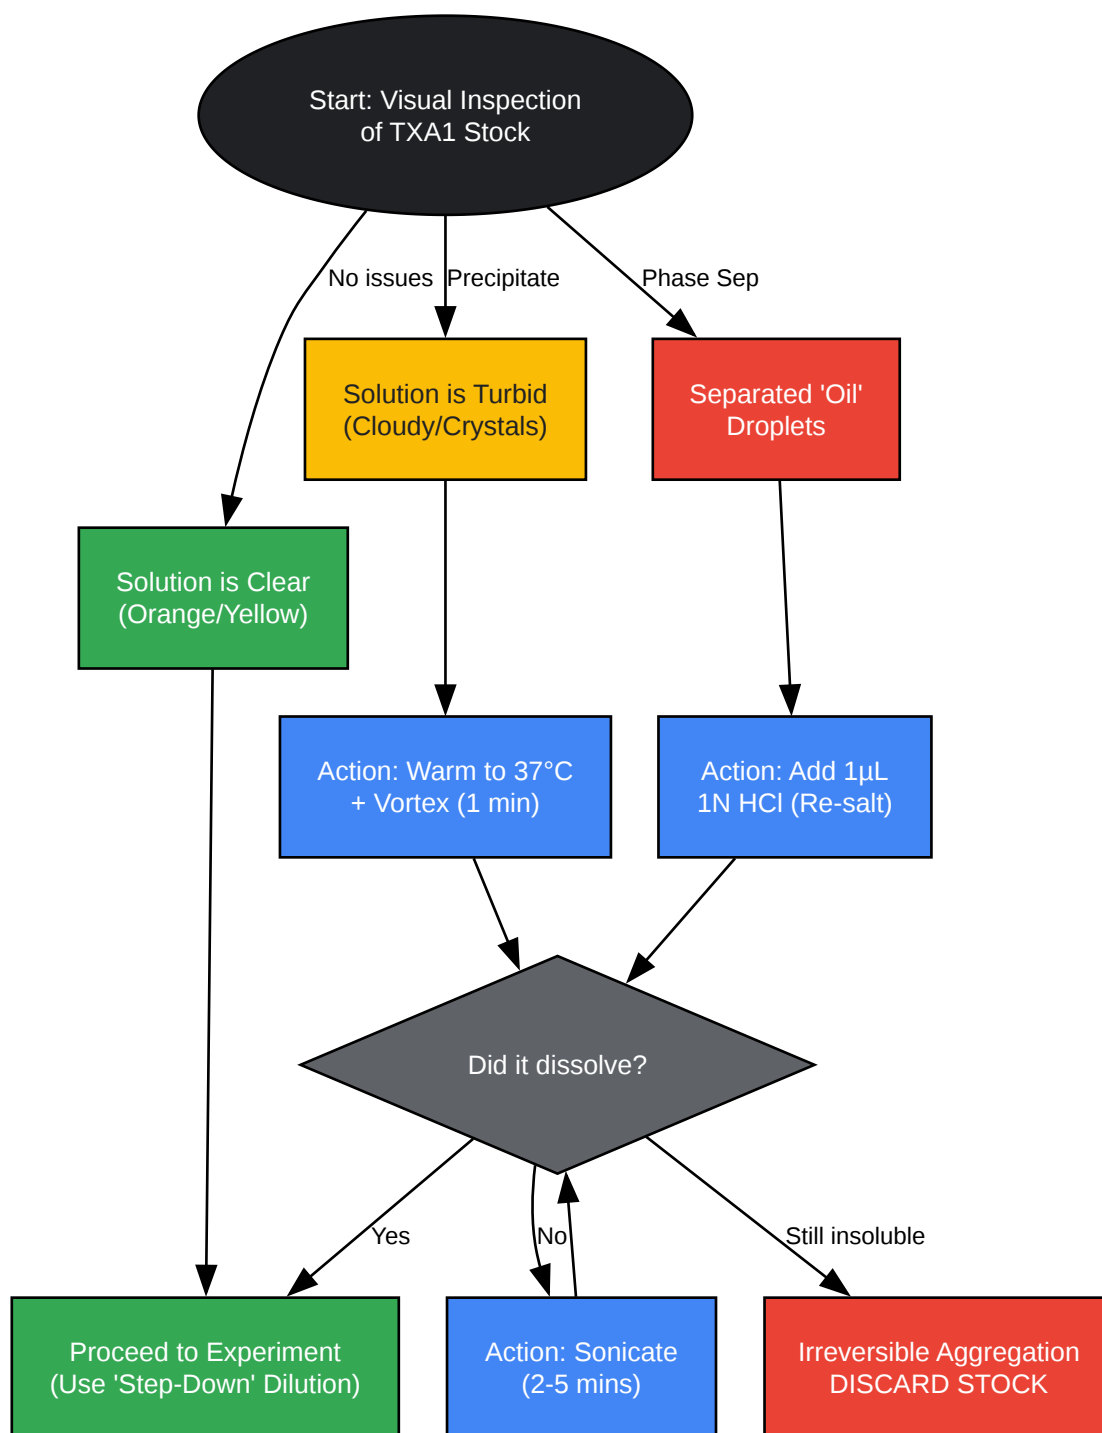 Start: Visual Inspection
of TXA1 Stock
No issues
Precipitate
Phase Sep
Solution is Turbid
(Cloudy/Crystals)
Separated 'Oil'
Droplets
Solution is Clear
(Orange/Yellow)
Action: Warm to 37°C
+ Vortex (1 min)
Action: Add 1µL
1N HCl (Re-salt)
Did it dissolve?
Yes
No
Still insoluble
Proceed to Experiment
(Use 'Step-Down' Dilution)
Action: Sonicate
(2-5 mins)
Irreversible Aggregation
DISCARD STOCK